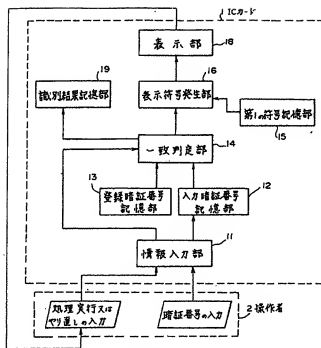 1 ICカード
表示部
18
19
16
識別結果記憶部
表示符号発生部
第1の符号記憶部
15
一致判定部
14
13
12
登録暗証番号
記憶部
入力暗証番号
記憶部
11
情報入力部
処理実行又は
やり直しの入力
暗証番号の入力
2 操作者